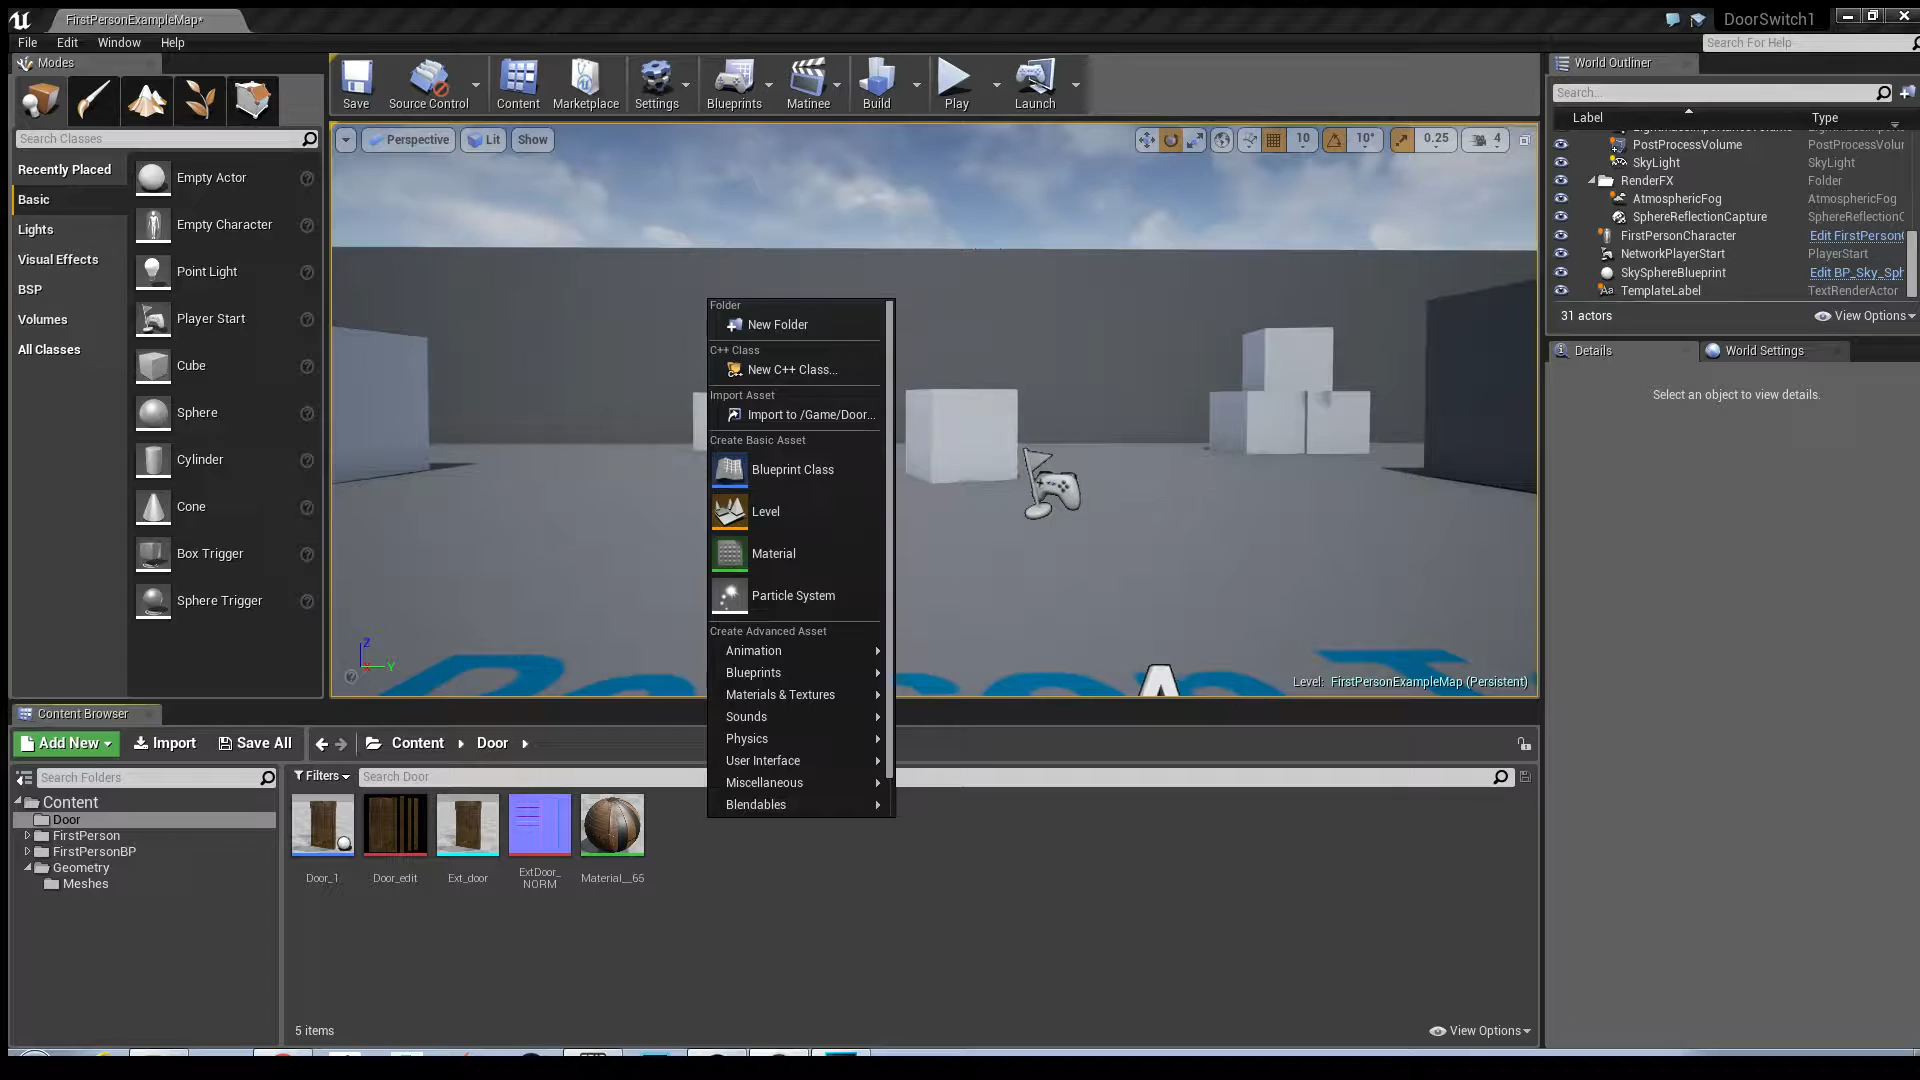 FirstPersonExampleMap*
DoorSwitch1
File Edit Window Help
Search For Help
Modes
Save
Source Control
Content
Marketplace
Settings
Blueprints
Matinee
Build
Play
Launch
World Outliner
Search...
Label Type
PostProcessVolume PostProcessVolur
SkyLight SkyLight
RenderFX Folder
AtmosphericFog AtmosphericFog
SphereReflectionCapture SphereReflectionC
FirstPersonCharacter Edit FirstPerson
NetworkPlayerStart PlayerStart
SkySphereBlueprint Edit BP_Sky_Sph
TemplateLabel TextRenderActor
31 actors
View Options
Details
World Settings
Select an object to view details.
Search Classes
Recently Placed
Basic
Lights
Visual Effects
BSP
Volumes
All Classes
Empty Actor
Empty Character
Point Light
Player Start
Cube
Sphere
Cylinder
Cone
Box Trigger
Sphere Trigger
Perspective
Lit
Show
10
10°
0.25
4
Folder
New Folder
C++ Class
New C++ Class...
Import Asset
Import to /Game/Door...
Create Basic Asset
Blueprint Class
Level
Material
Particle System
Create Advanced Asset
Animation
Blueprints
Materials & Textures
Sounds
Physics
User Interface
Miscellaneous
Blendables
Z
Y
Level: FirstPersonExampleMap (Persistent)
Content Browser
Add New
Import
Save All
Content
Door
Search Folders
Filters
Search Door
Content
Door
FirstPerson
FirstPersonBP
Geometry
Meshes
Door_1
Door_edit
Ext_door
ExtDoor_
NORM
Material__65
5 items
View Options